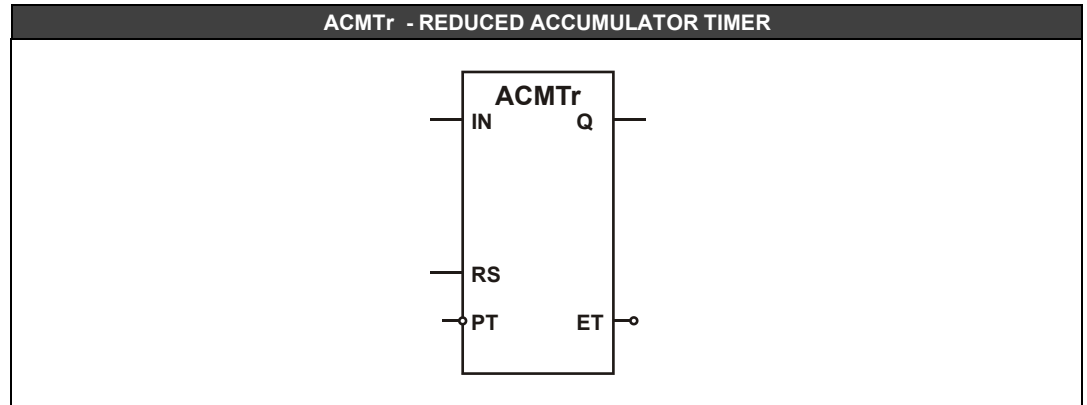 ACMTr - REDUCED ACCUMULATOR TIMER
ACMTr
IN Q
RS
PT ET